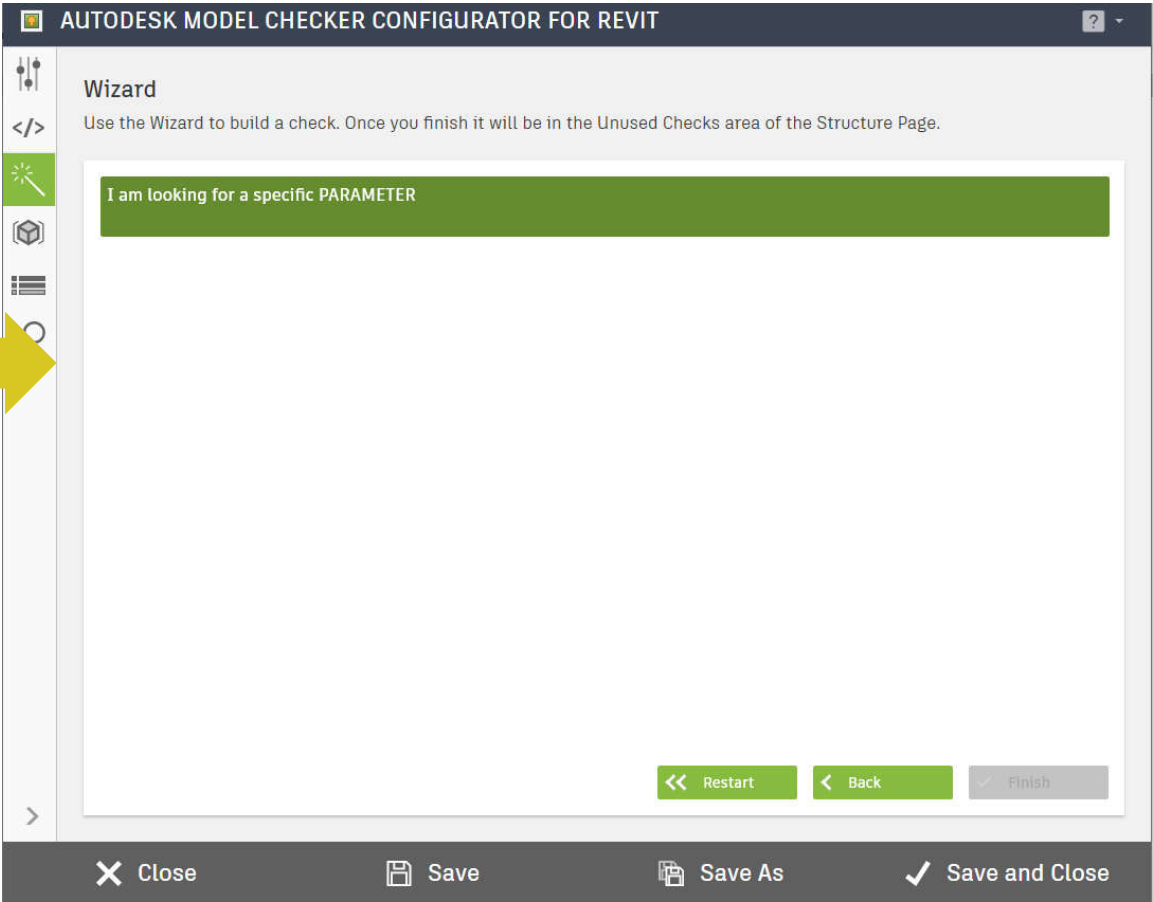 AUTODESK MODEL CHECKER CONFIGURATOR FOR REVIT
?
Wizard
</>
Use the Wizard to build a check. Once you finish it will be in the Unused Checks area of the Structure Page.
I am looking for a specific PARAMETER
Restart
Back
Finish
Close
Save
Save As
Save and Close